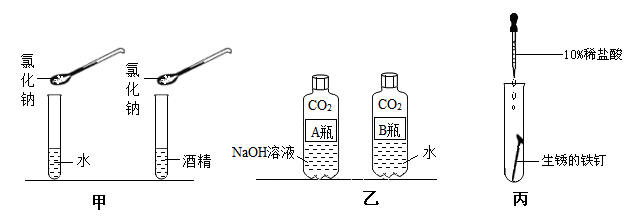 氯化钠
水
甲
氯化钠
酒精
CO₂
A瓶
NaOH溶液
CO₂
B瓶
水
乙
10%稀盐酸
生锈的铁钉
丙